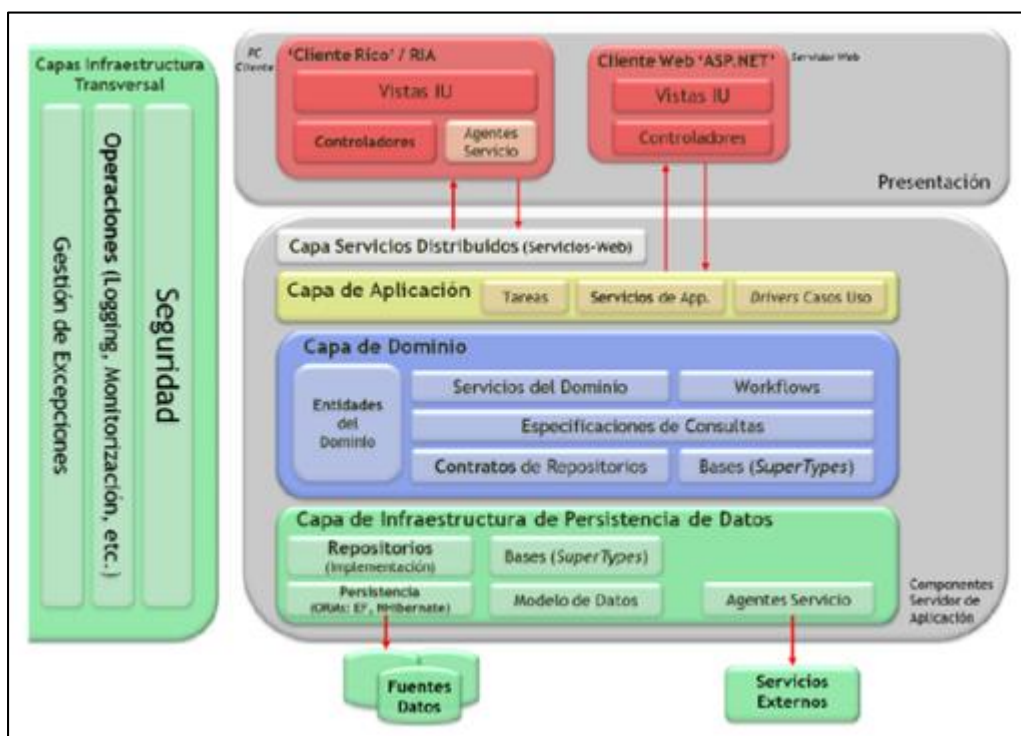 Capas Infraestructura
Transversal
Gestión de Excepciones
Operaciones (Logging, Monitorización, etc.)
Seguridad
PC
Cliente
'Cliente Rico' / RIA
Vistas IU
Controladores
Agentes
Servicio
Cliente Web 'ASP.NET'
Servidor Web
Vistas IU
Controladores
Presentación
Capa Servicios Distribuidos (Servicios-Web)
Capa de Aplicación
Tareas
Servicios de App.
Drivers Casos Uso
Capa de Dominio
Entidades
del
Dominio
Servicios del Dominio
Workflows
Especificaciones de Consultas
Contratos de Repositorios
Bases (SuperTypes)
Capa de Infraestructura de Persistencia de Datos
Repositorios
(Implementación)
Bases (SuperTypes)
Persistencia
(ORMs: EF, NHibernate)
Modelo de Datos
Agentes Servicio
Componentes
Servidor de
Aplicación
Fuentes
Datos
Servicios
Externos